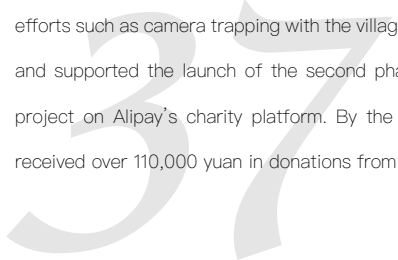 efforts such as camera trapping with the villag
and supported the launch of the second pha
project on Alipay's charity platform. By the
received over 110,000 yuan in donations from
37